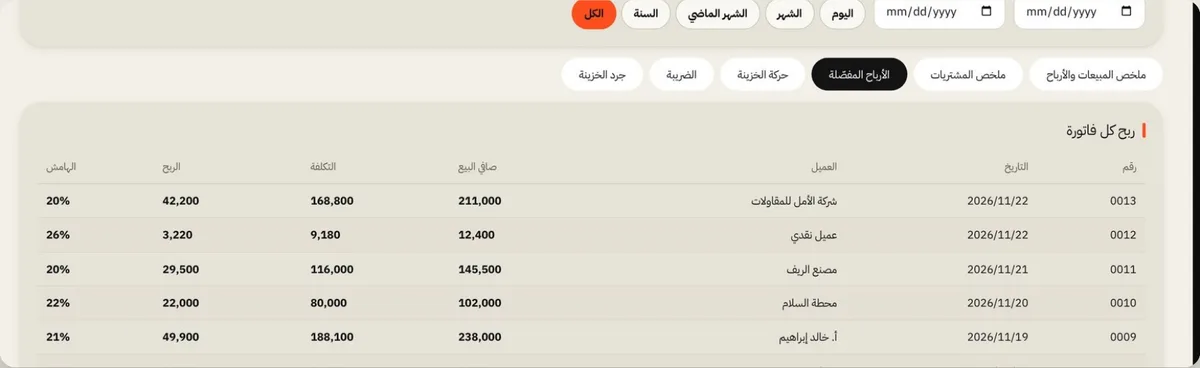 mm/dd/yyyy mm/dd/yyyy اليوم الشهر الشهر الماضي السنة الكل
ملخص المبيعات والأرباح ملخص المشتريات الأرباح المفصّلة حركة الخزينة الضريبة جرد الخزينة
ربح كل فاتورة
رقم التاريخ العميل صافي البيع التكلفة الربح الهامش
0013 2026/11/22 شركة الأمل للمقاولات 211,000 168,800 42,200 20%
0012 2026/11/22 عميل نقدي 12,400 9,180 3,220 26%
0011 2026/11/21 مصنع الريف 145,500 116,000 29,500 20%
0010 2026/11/20 محطة السلام 102,000 80,000 22,000 22%
0009 2026/11/19 أ. خالد إبراهيم 238,000 188,100 49,900 21%